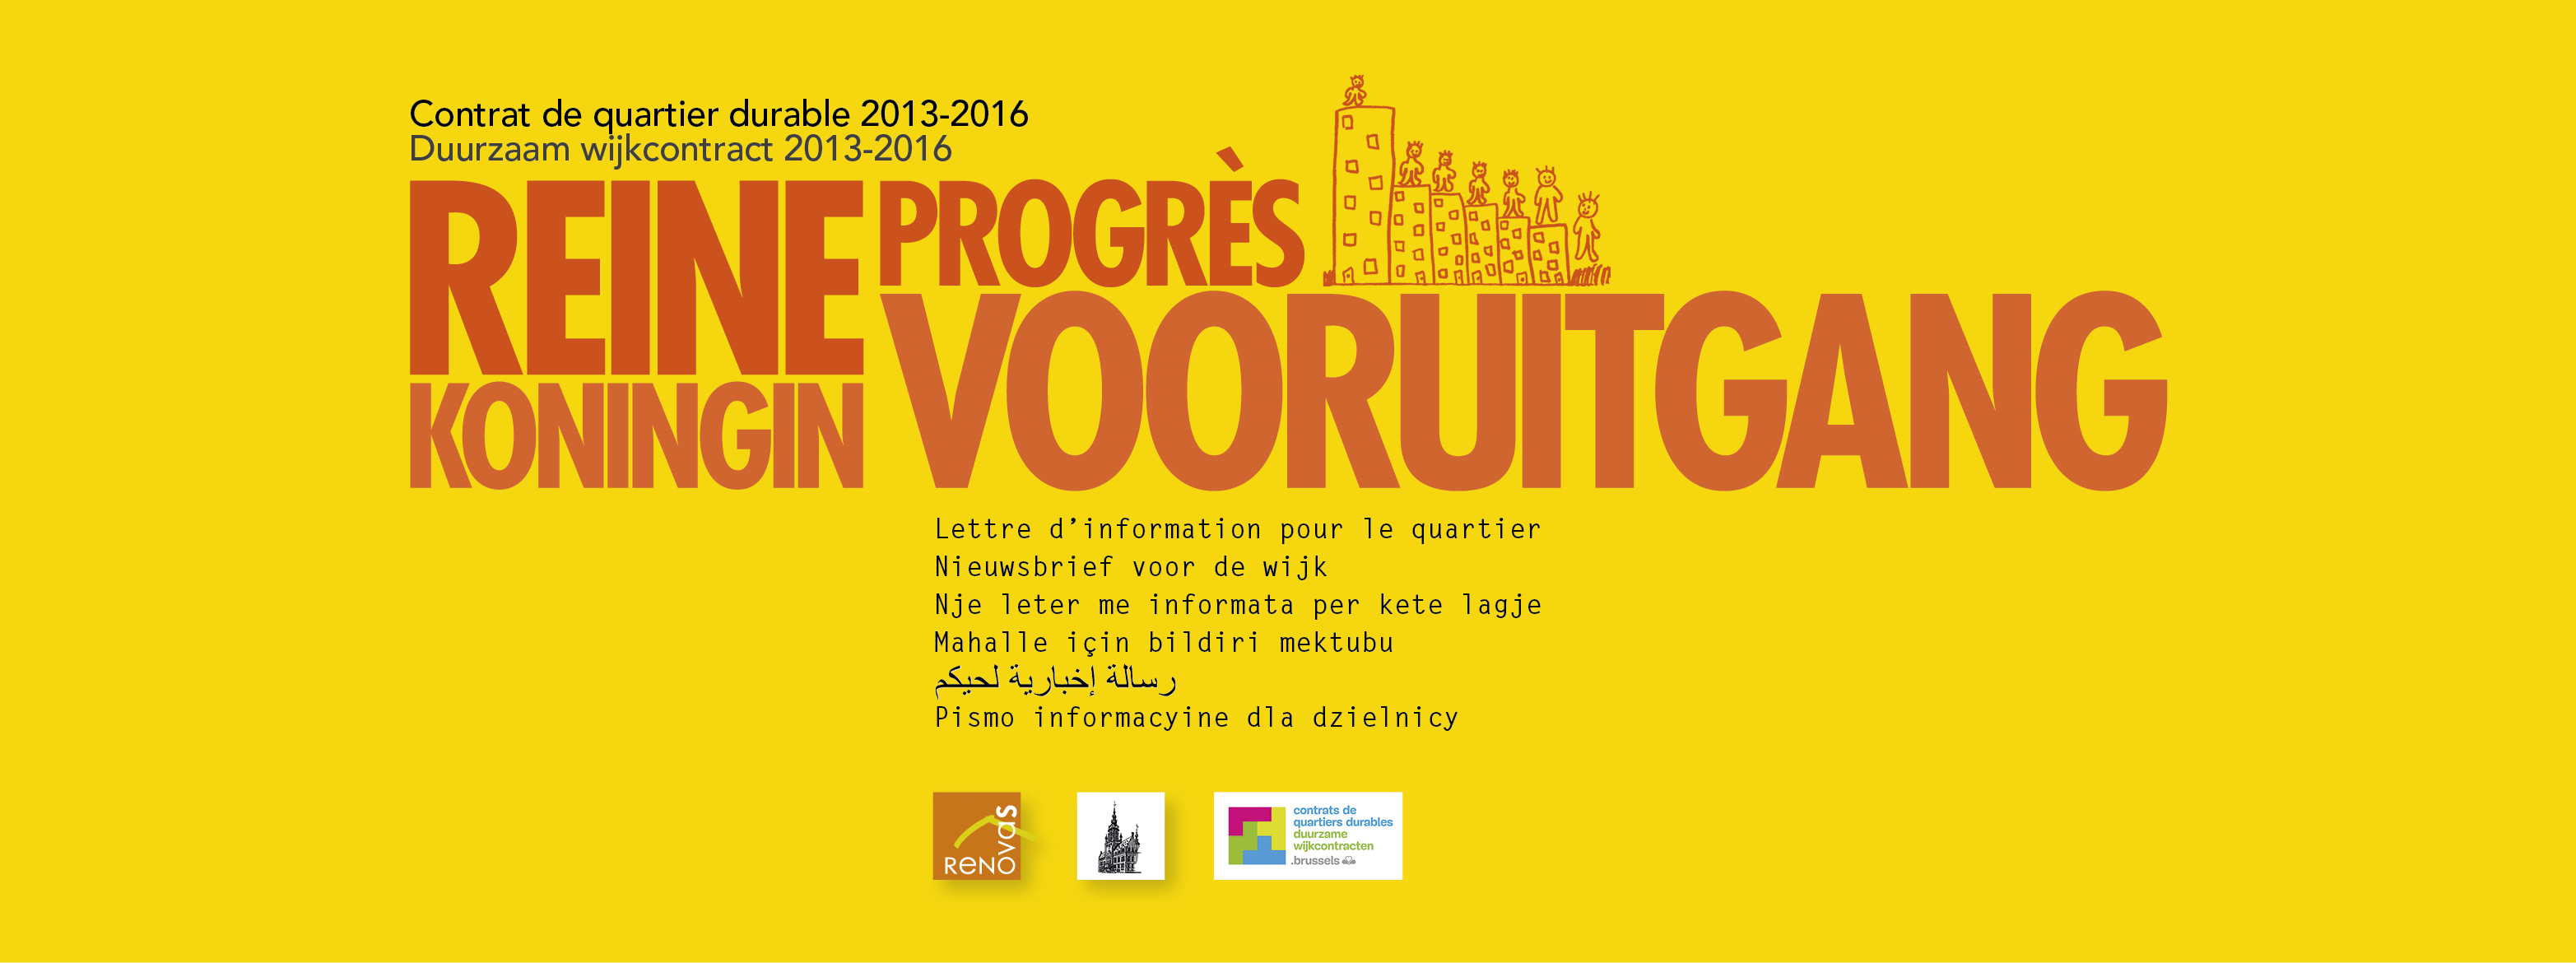 Contrat de quartier durable 2013-2016
Duurzaam wijkcontract 2013-2016
REINE PROGRÈS
KONINGIN VOORUITGANG
Lettre d’information pour le quartier
Nieuwsbrief voor de wijk
Nje leter me informata per kete lagje
Mahalle için bildiri mektubu
رسالة إخبارية لحيكم
Pismo informacyine dla dzielnicy
RENOVAS
contrats de
quartiers durables
duurzame
wijkcontracten
.brussels